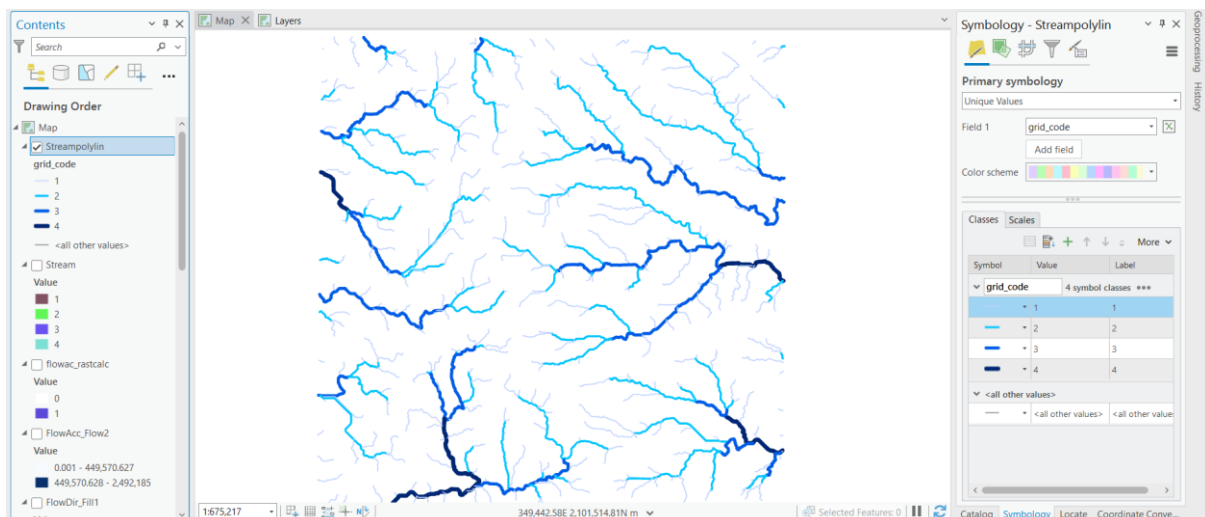 Contents
Search
Drawing Order
Map
Streampolylin
grid_code
1
2
3
4
<all other values>
Stream
Value
1
2
3
4
flowac_rastcalc
Value
0
1
FlowAcc_Flow2
Value
0.001 - 449,570.627
449,570.628 - 2,492,185
FlowDir_Fill1
Map
Layers
1:675,217
349,442.58E 2,101,514.81N m
Selected Features: 0
Symbology - Streampolylin
Primary symbology
Unique Values
Field 1
grid_code
Add field
Color scheme
Classes
Scales
More
Symbol
Value
Label
grid_code
4 symbol classes
1
1
2
2
3
3
4
4
<all other values>
<all other values>
<all other value
Catalog
Symbology
Locate
Coordinate Conve...
Geoprocessing
History